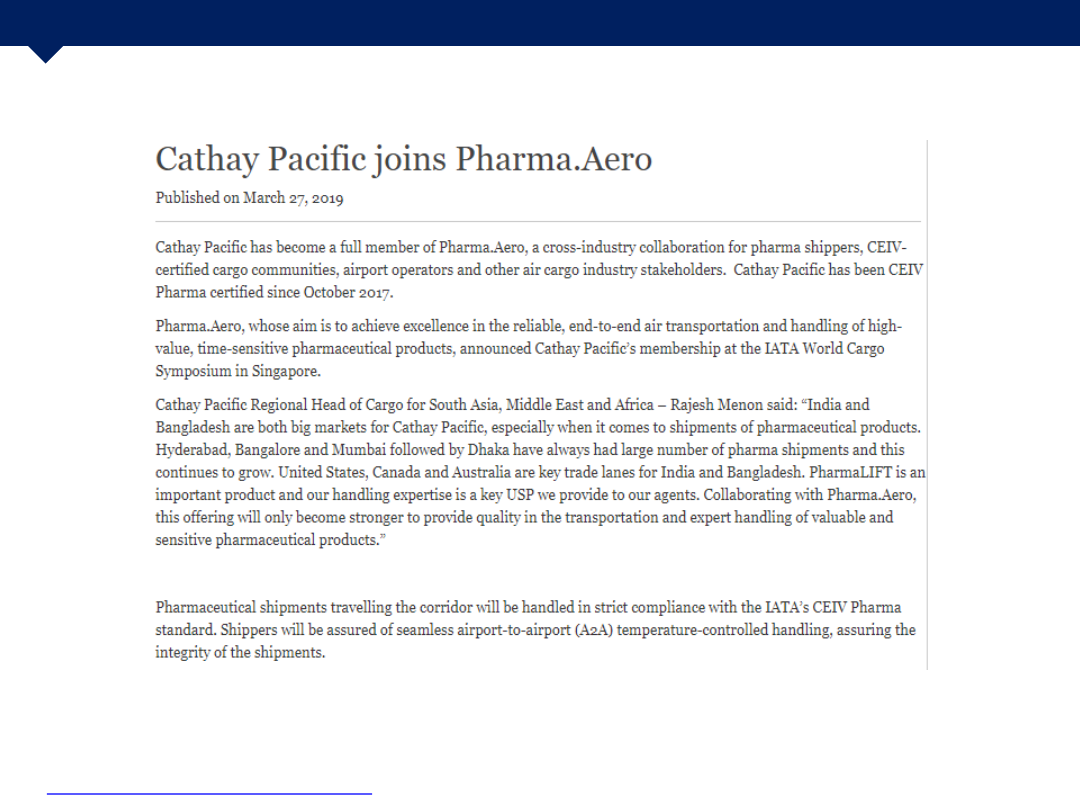 Cathay Pacific joins Pharma.Aero
Published on March 27, 2019
Cathay Pacific has become a full member of Pharma.Aero, a cross-industry collaboration for pharma shippers, CEIV-
certified cargo communities, airport operators and other air cargo industry stakeholders.  Cathay Pacific has been CEIV
Pharma certified since October 2017.
Pharma.Aero, whose aim is to achieve excellence in the reliable, end-to-end air transportation and handling of high-
value, time-sensitive pharmaceutical products, announced Cathay Pacific’s membership at the IATA World Cargo
Symposium in Singapore.
Cathay Pacific Regional Head of Cargo for South Asia, Middle East and Africa – Rajesh Menon said: “India and
Bangladesh are both big markets for Cathay Pacific, especially when it comes to shipments of pharmaceutical products.
Hyderabad, Bangalore and Mumbai followed by Dhaka have always had large number of pharma shipments and this
continues to grow. United States, Canada and Australia are key trade lanes for India and Bangladesh. PharmaLIFT is an
important product and our handling expertise is a key USP we provide to our agents. Collaborating with Pharma.Aero,
this offering will only become stronger to provide quality in the transportation and expert handling of valuable and
sensitive pharmaceutical products.”
Pharmaceutical shipments travelling the corridor will be handled in strict compliance with the IATA’s CEIV Pharma
standard. Shippers will be assured of seamless airport-to-airport (A2A) temperature-controlled handling, assuring the
integrity of the shipments.